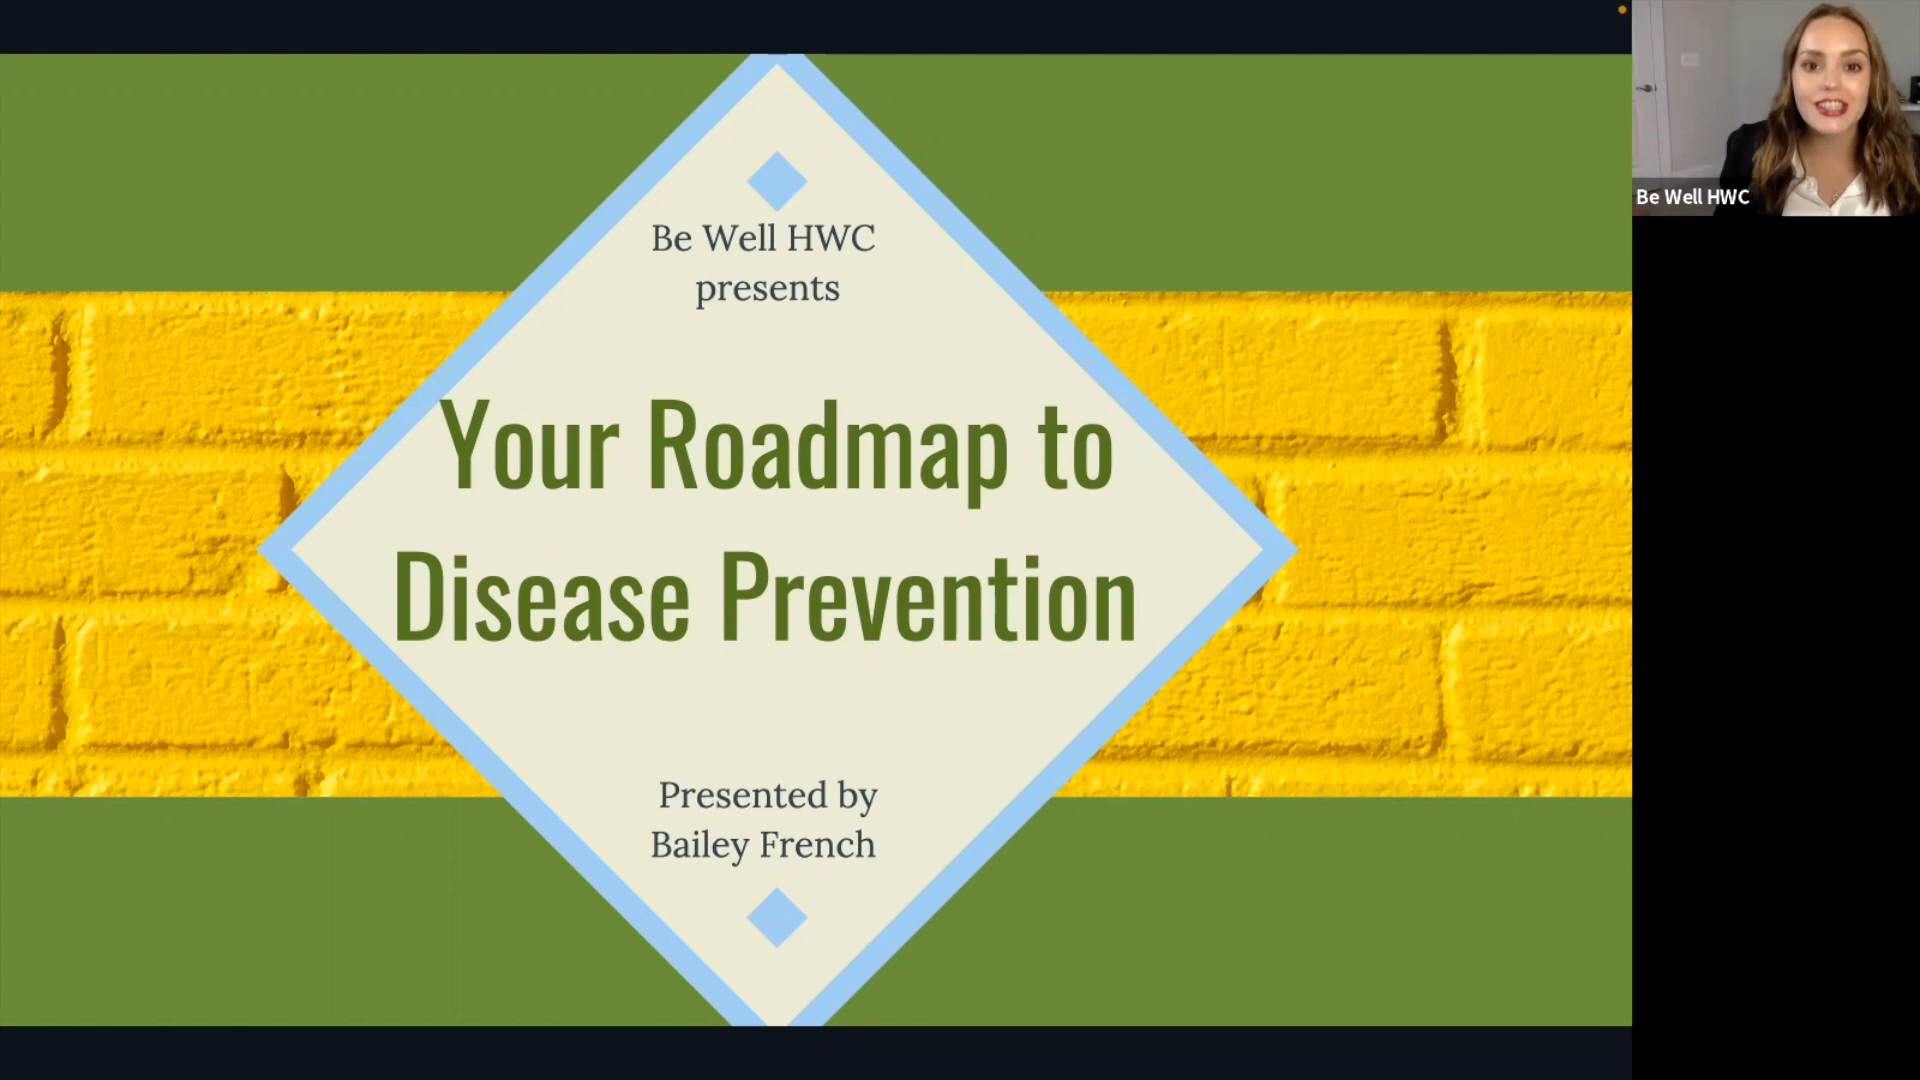 Be Well HWC
presents
Your Roadmap to
Disease Prevention
Presented by
Bailey French
Be Well HWC